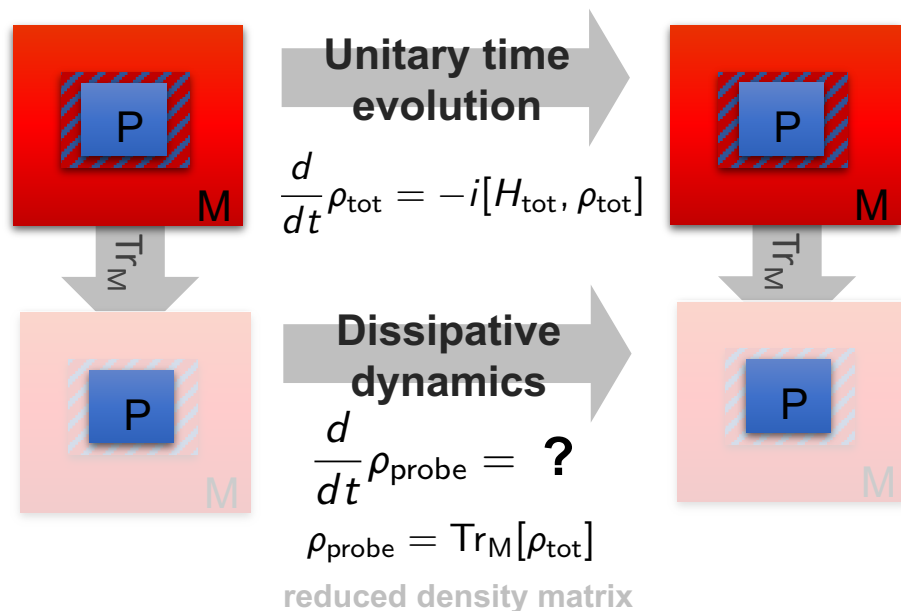 Unitary time
evolution
P
P
d/dt ρ_tot = -i[H_tot, ρ_tot]
M
M
Tr_M
Tr_M
Dissipative
dynamics
P
P
d/dt ρ_probe = ?
M
M
ρ_probe = Tr_M[ρ_tot]
reduced density matrix